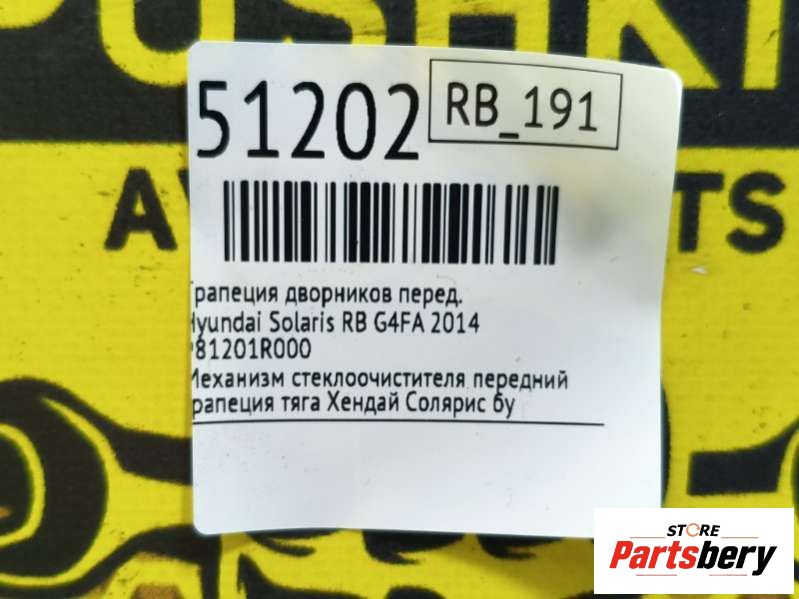 51202
RB_191
рапеция дворников перед.
Hyundai Solaris RB G4FA 2014
981201R000
Механизм стеклоочистителя передний
рапеция тяга Хендай Солярис бу
STORE
Partsbery